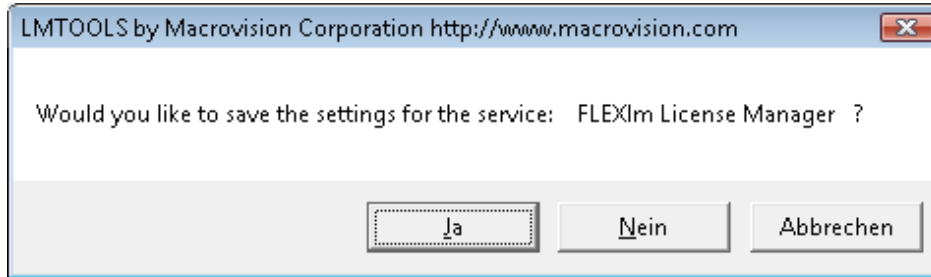 LMTOOLS by Macrovision Corporation http://www.macrovision.com
Would you like to save the settings for the service: FLEXlm License Manager ?
Ja Nein Abbrechen